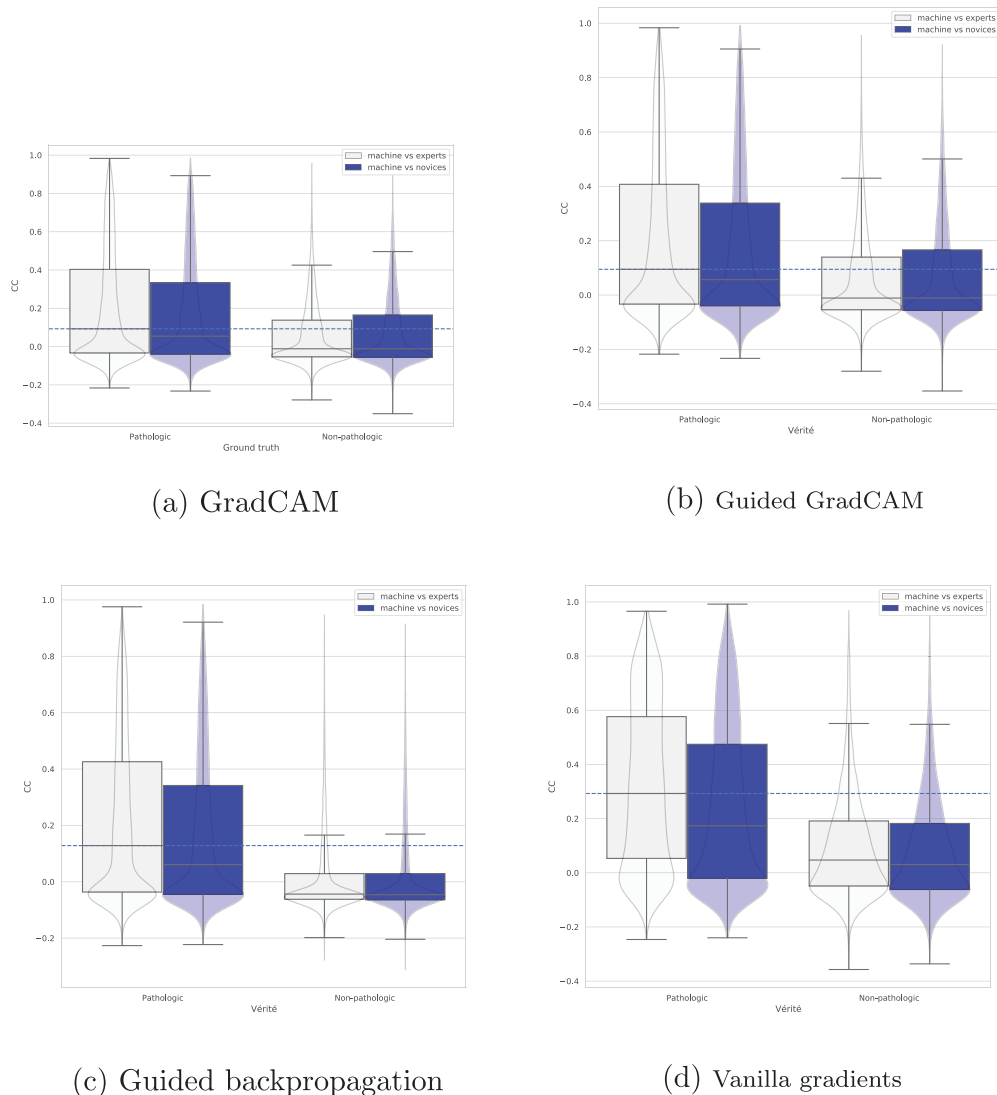 machine vs experts
machine vs novices
1.0
0.8
0.6
0.4
0.2
0.0
−0.2
−0.4
CC
Pathologic
Non-pathologic
Ground truth
(a) GradCAM
machine vs experts
machine vs novices
1.0
0.8
0.6
0.4
0.2
0.0
−0.2
−0.4
CC
Pathologic
Non-pathologic
Vérité
(b) Guided GradCAM
machine vs experts
machine vs novices
1.0
0.8
0.6
0.4
0.2
0.0
−0.2
CC
Pathologic
Non-pathologic
Vérité
(c) Guided backpropagation
machine vs experts
machine vs novices
1.0
0.8
0.6
0.4
0.2
0.0
−0.2
−0.4
CC
Pathologic
Non-pathologic
Vérité
(d) Vanilla gradients